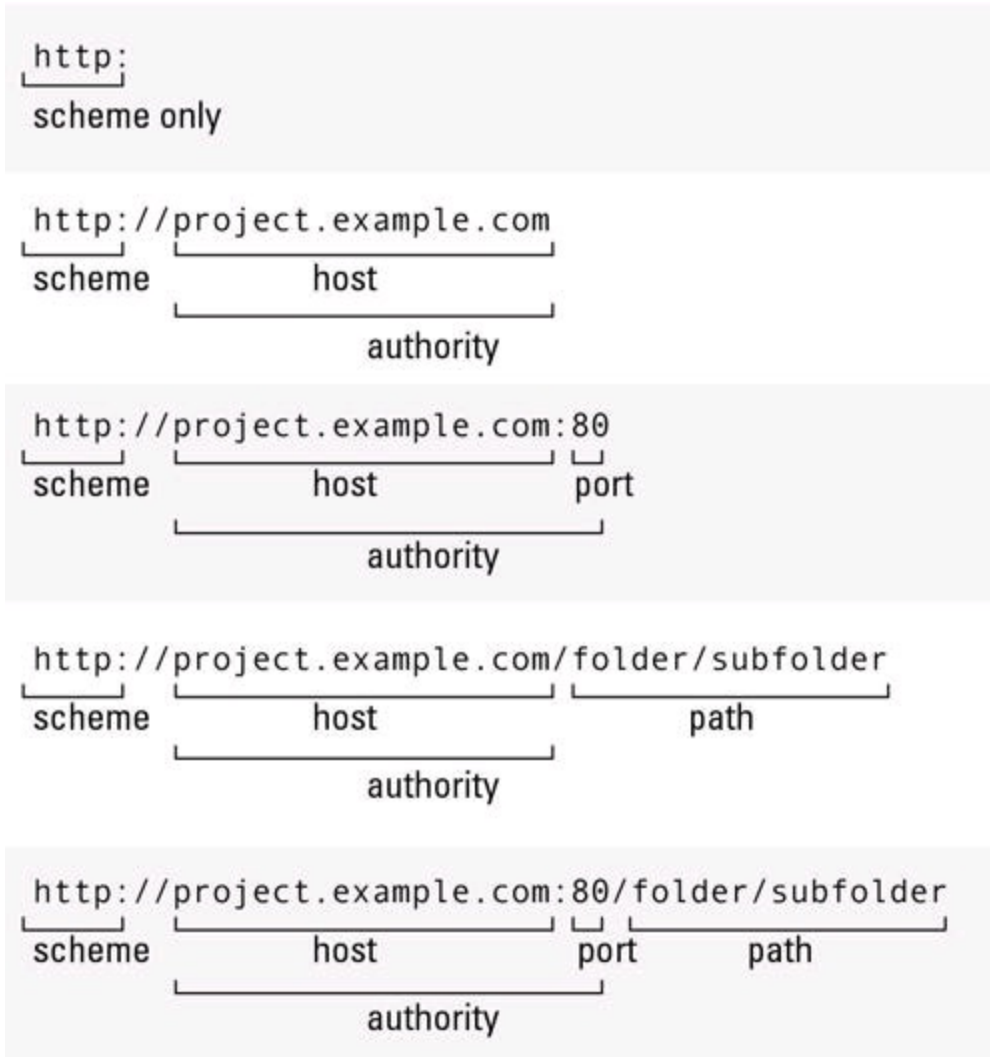 http:
scheme only
http://project.example.com
scheme host
authority
http://project.example.com:80
scheme host port
authority
http://project.example.com/folder/subfolder
scheme host path
authority
http://project.example.com:80/folder/subfolder
scheme host port path
authority